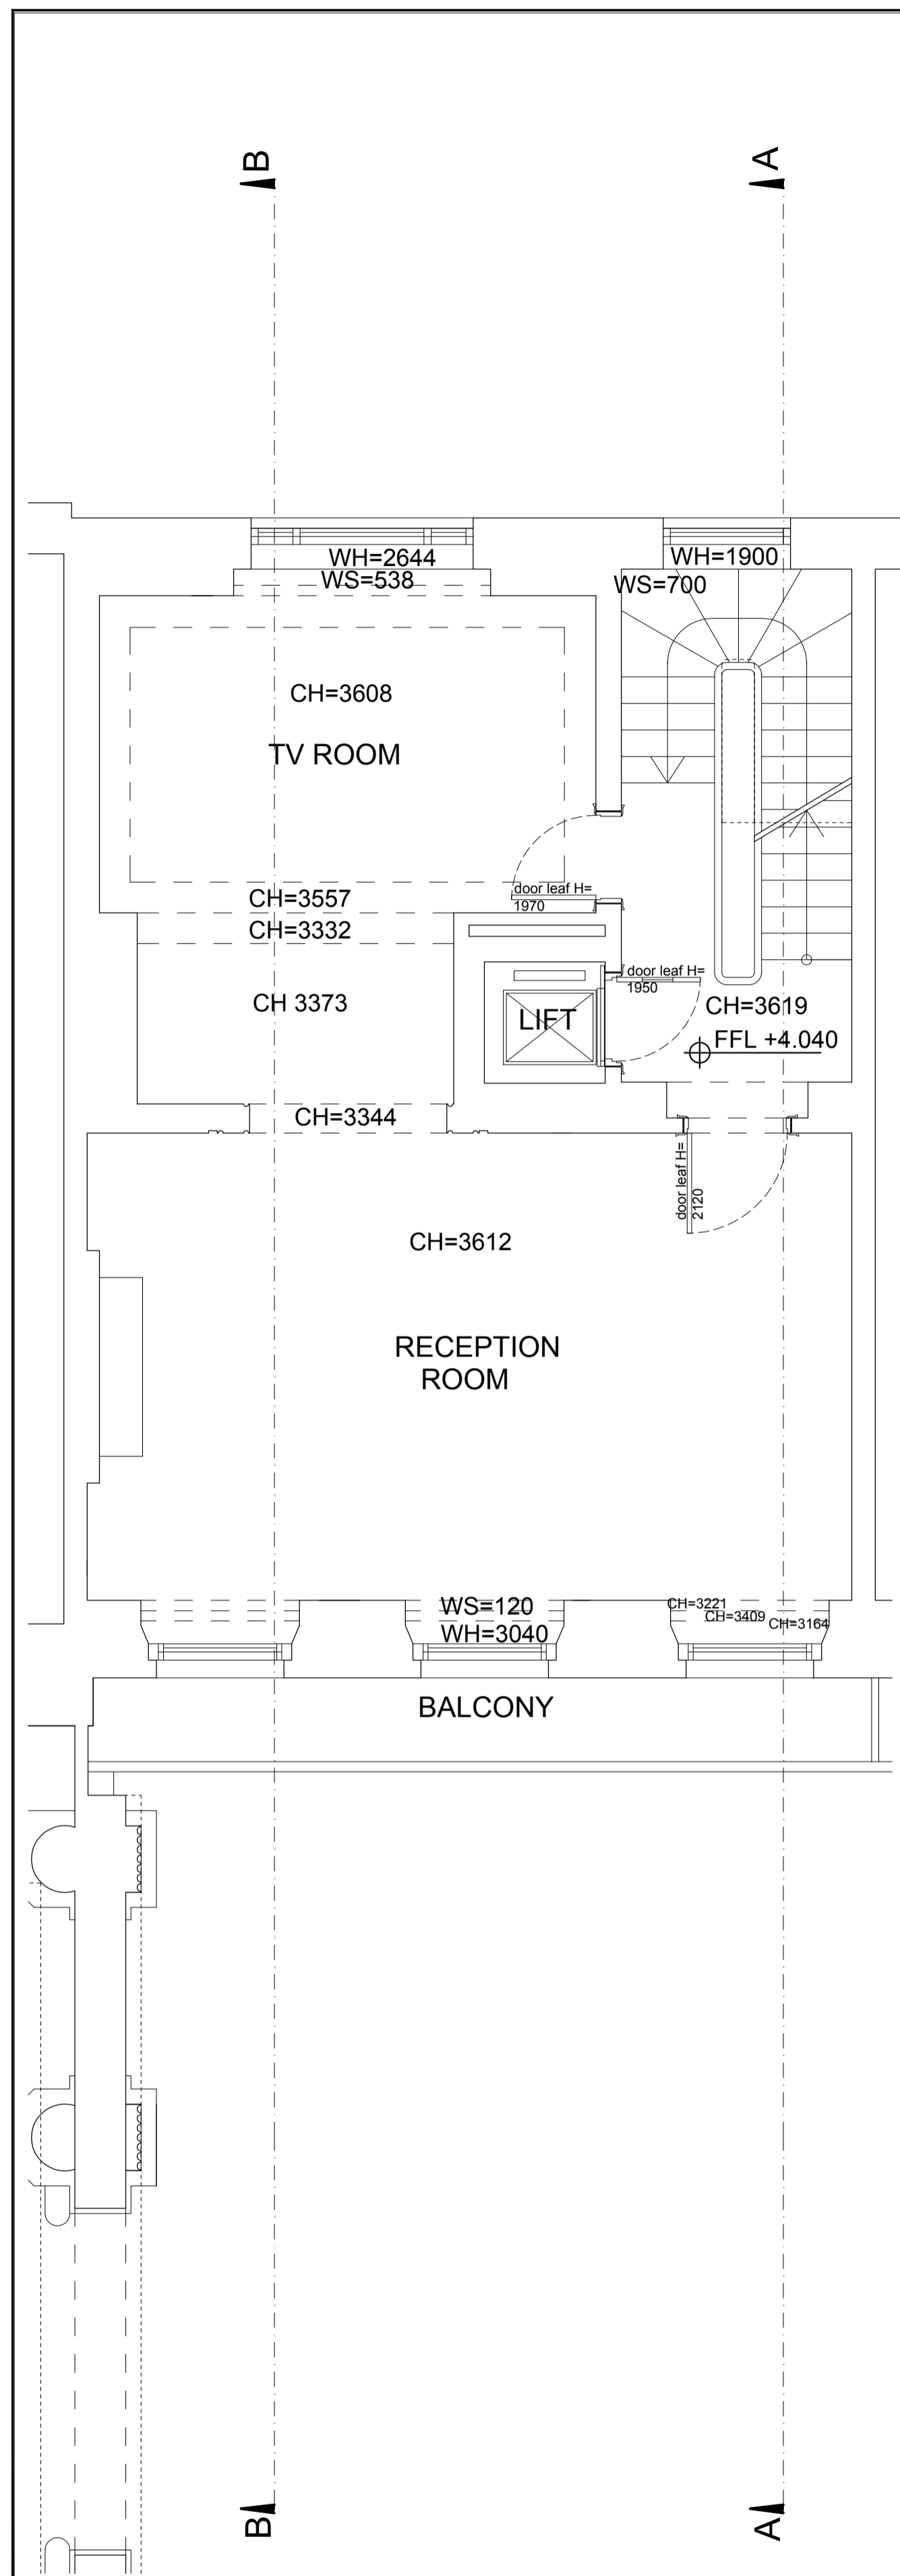 B
A
WH=2644
WS=538
WH=1900
WS=700
CH=3608
TV ROOM
door leaf H=
1970
CH=3557
CH=3332
door leaf H=
1950
CH 3373
LIFT
CH=3619
FFL +4.040
CH=3344
door leaf H=
2120
CH=3612
RECEPTION
ROOM
WS=120
WH=3040
CH=3221
CH=3409
CH=3164
BALCONY
B
A